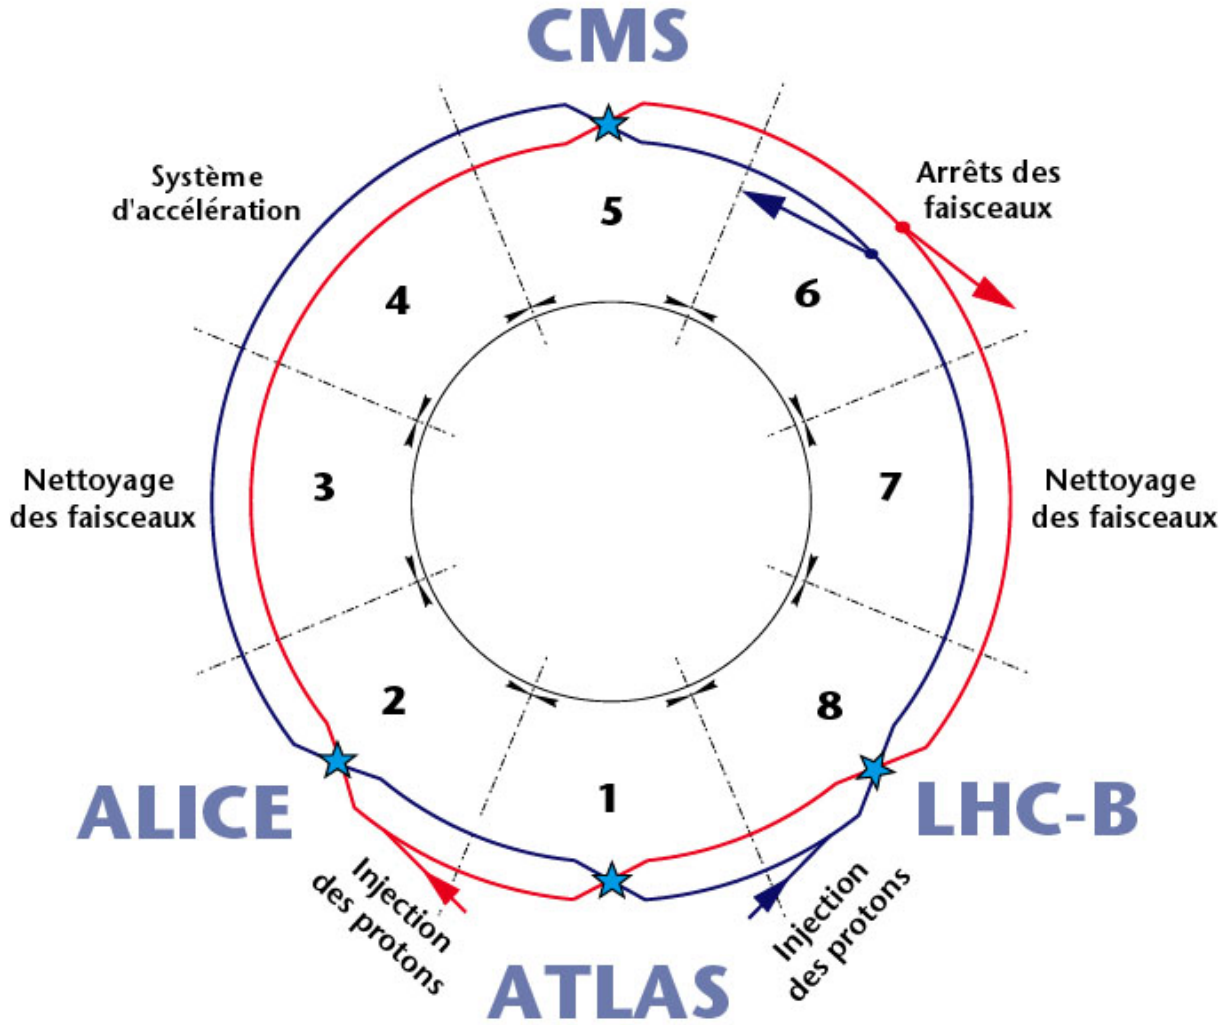 CMS
Système
d'accélération
Arrêts des
faisceaux
5
4
6
Nettoyage
des faisceaux
3
7
Nettoyage
des faisceaux
2
8
1
ALICE
LHC-B
Injection
des protons
Injection
des protons
ATLAS